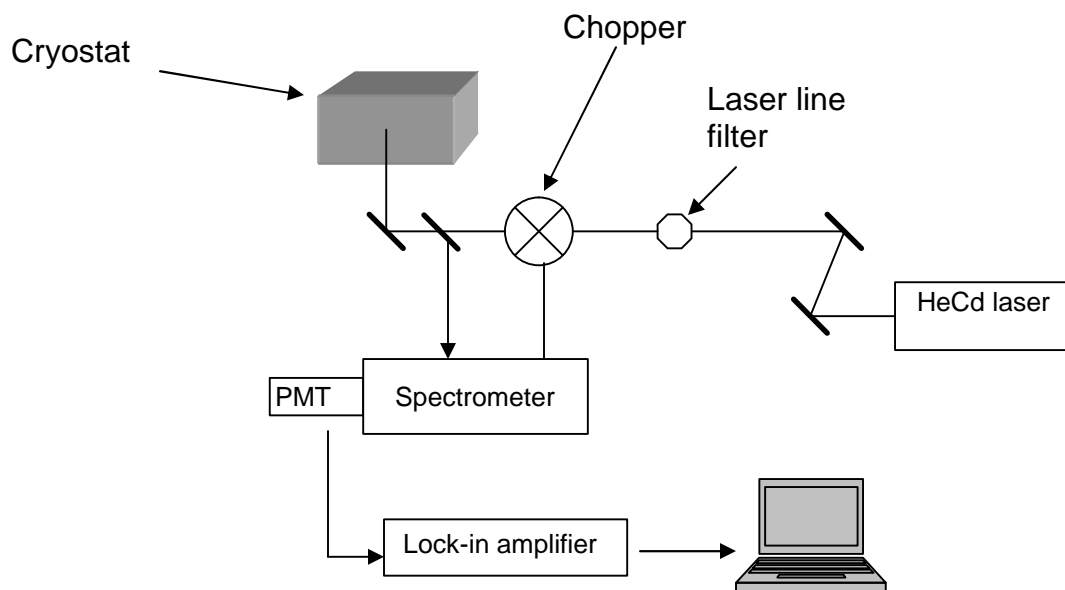 Chopper
Cryostat
Laser line
filter
HeCd laser
PMT
Spectrometer
Lock-in amplifier